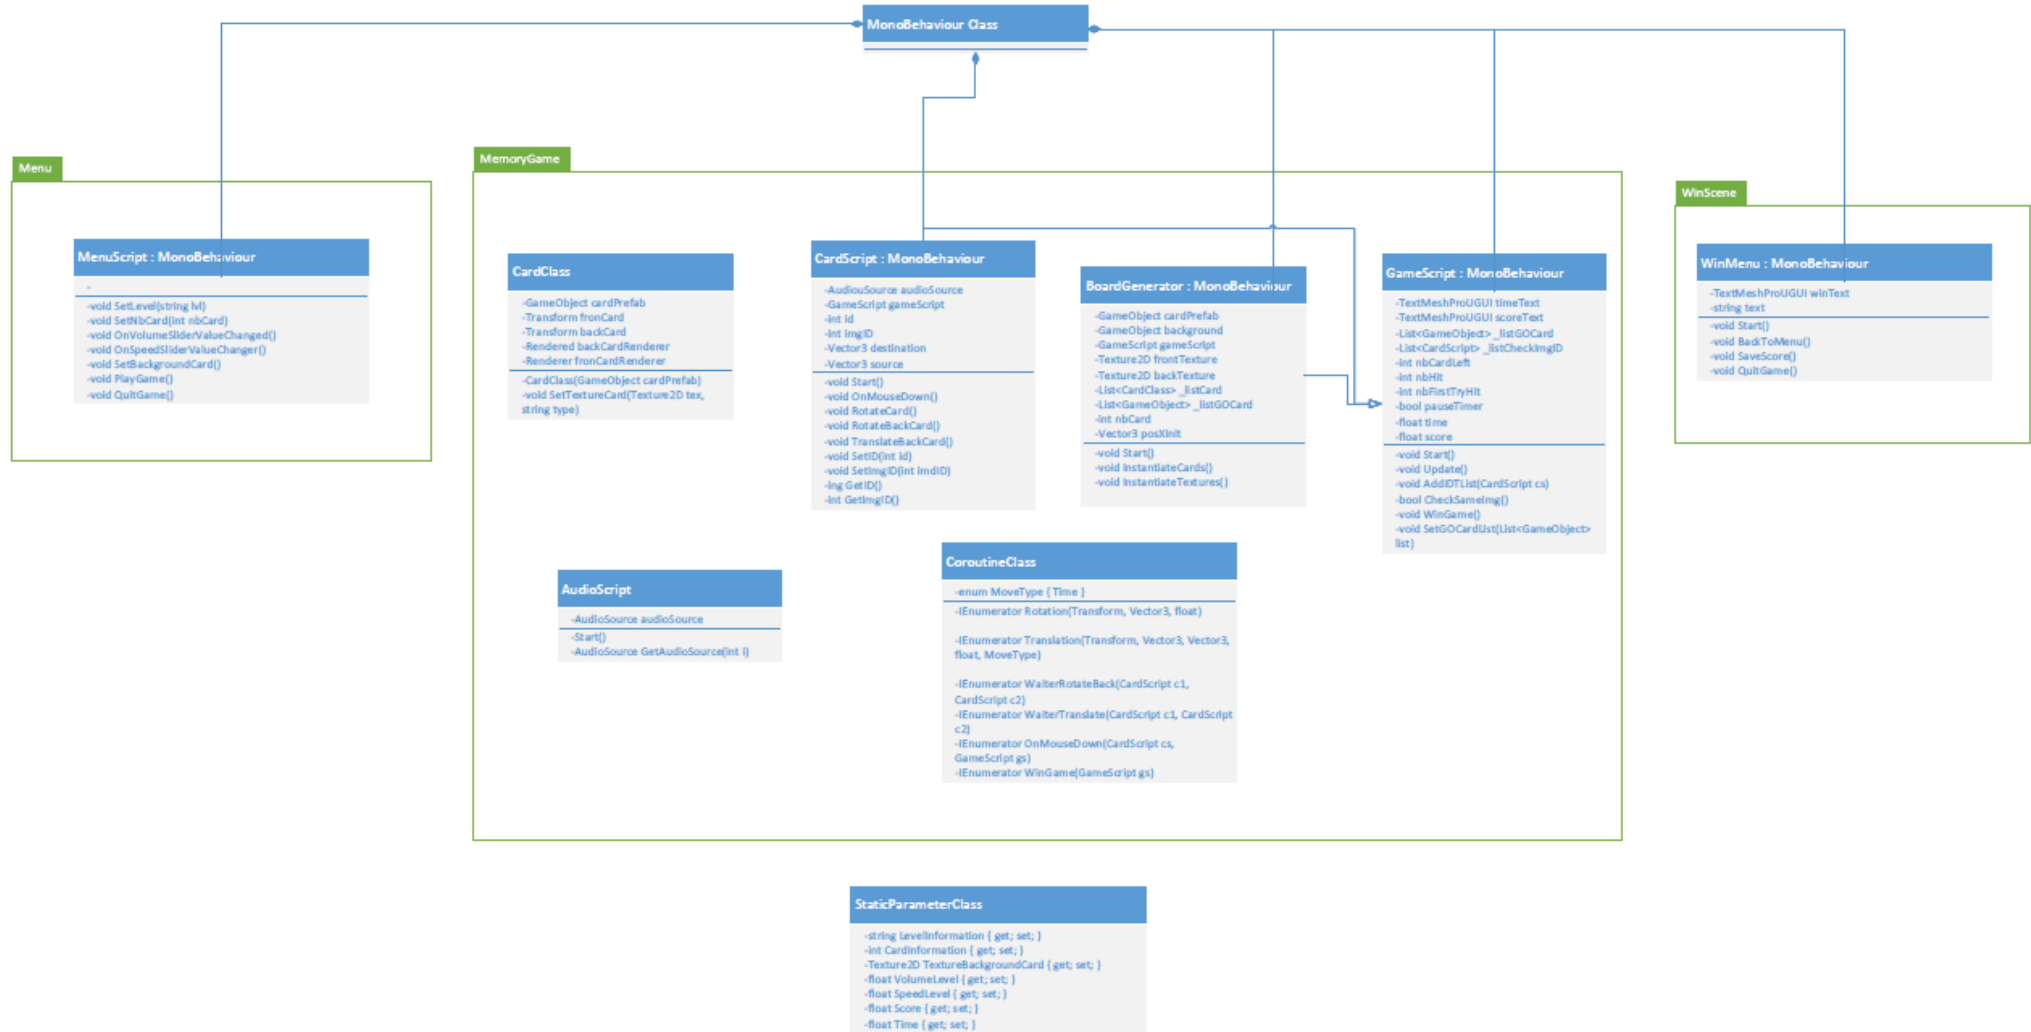 MonoBehaviour Class
Menu
MenuScript : MonoBehaviour
-
-void SetLevel(string lvl)
-void SetNbCard(int nbCard)
-void OnVolumeSliderValueChanged()
-void OnSpeedSliderValueChanger()
-void SetBackgroundCard()
-void PlayGame()
-void QuitGame()
MemoryGame
CardClass
-GameObject cardPrefab
-Transform fronCard
-Transform backCard
-Rendered backCardRenderer
-Renderer fronCardRenderer
-CardClass(GameObject cardPrefab)
-void SetTextureCard(Texture2D tex,
string type)
CardScript : MonoBehaviour
-AudiouSource audioSource
-GameScript gameScript
-int id
-int imgID
-Vector3 destination
-Vector3 source
-void Start()
-void OnMouseDown()
-void RotateCard()
-void RotateBackCard()
-void TranslateBackCard()
-void SetID(int id)
-void SetImgID(int imdID)
-ing GetID()
-int GetImgID()
BoardGenerator : MonoBehaviour
-GameObject cardPrefab
-GameObject background
-GameScript gameScript
-Texture2D frontTexture
-Texture2D backTexture
-List<CardClass> _listCard
-List<GameObject> _listGOCard
-int nbCard
-Vector3 posXInit
-void Start()
-void InstantiateCards()
-void InstantiateTextures()
GameScript : MonoBehaviour
-TextMeshProUGUI timeText
-TextMeshProUGUI scoreText
-List<GameObject> _listGOCard
-List<CardScript> _listCheckImgID
-int nbCardLeft
-int nbHit
-int nbFirstTryHit
-bool pauseTimer
-float time
-float score
-void Start()
-void Update()
-void AddIDTList(CardScript cs)
-bool CheckSameImg()
-void WinGame()
-void SetGOCardList(List<GameObject>
list)
AudioScript
-AudioSource audioSource
-Start()
-AudioSource GetAudioSource(int i)
CoroutineClass
-enum MoveType { Time }
-IEnumerator Rotation(Transform, Vector3, float)
-IEnumerator Translation(Transform, Vector3, Vector3,
float, MoveType)
-IEnumerator WaiterRotateBack(CardScript c1,
CardScript c2)
-IEnumerator WaiterTranslate(CardScript c1, CardScript
c2)
-IEnumerator OnMouseDown(CardScript cs,
GameScript gs)
-IEnumerator WinGame(GameScript gs)
WinScene
WinMenu : MonoBehaviour
-TextMeshProUGUI winText
-string text
-void Start()
-void BackToMenu()
-void SaveScore()
-void QuitGame()
StaticParameterClass
-string LevelInformation { get; set; }
-int CardInformation { get; set; }
-Texture2D TextureBackgroundCard { get; set; }
-float VolumeLevel { get; set; }
-float SpeedLevel { get; set; }
-float Score { get; set; }
-float Time { get; set; }